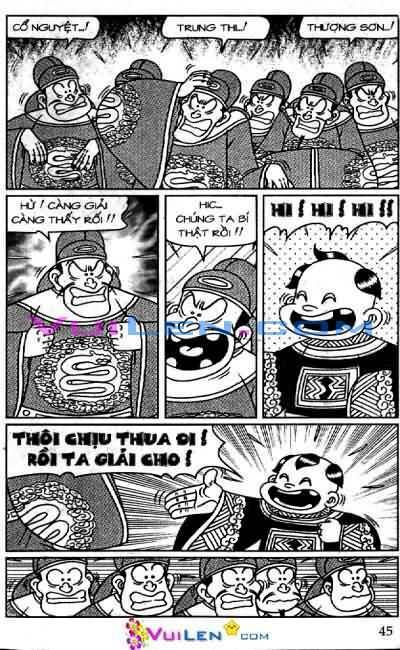 CỔ NGUYỆT...!
TRUNG THI...!
THƯỢNG SƠN...!
HỪ! CÀNG GIẢI
CÀNG THẤY RỐI!!
HIC...
CHÚNG TA BÍ
THẬT RỒI!!
HI! HI! HI!!
VUILEN.COM
THÔI CHỊU THUA ĐI!
RỒI TA GIẢI CHO!
45
VUILEN.COM